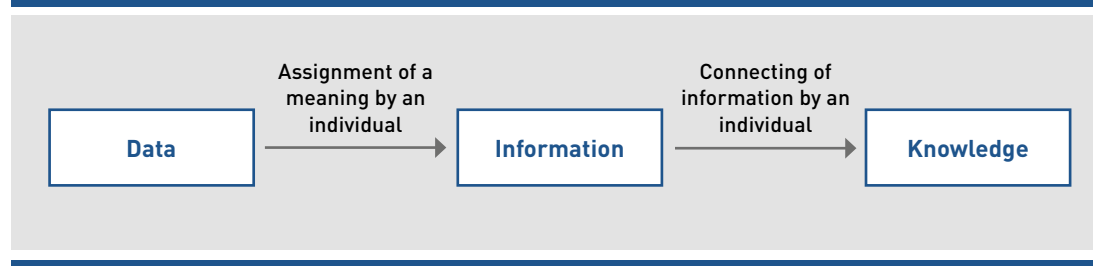 Assignment of a
meaning by an
individual
Connecting of
information by an
individual
Data
Information
Knowledge